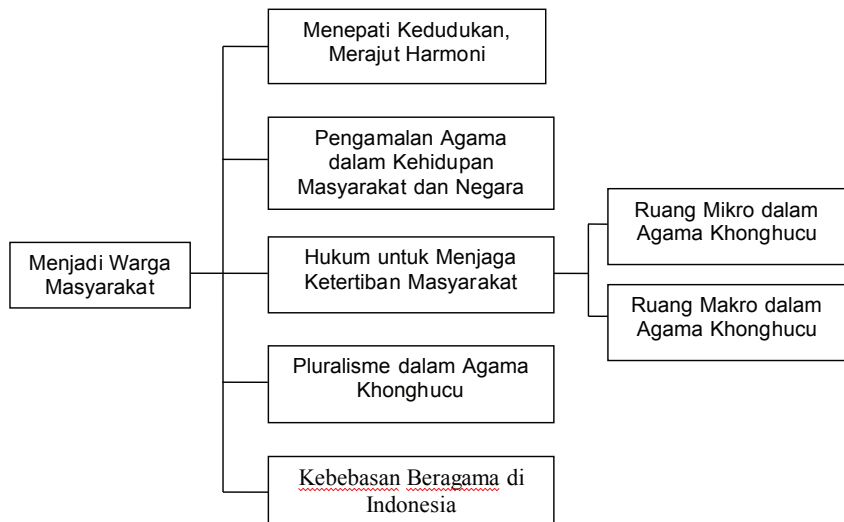 Menjadi Warga
Masyarakat
Menepati Kedudukan,
Merajut Harmoni
Pengamalan Agama
dalam Kehidupan
Masyarakat dan Negara
Hukum untuk Menjaga
Ketertiban Masyarakat
Ruang Mikro dalam
Agama Khonghucu
Ruang Makro dalam
Agama Khonghucu
Pluralisme dalam Agama
Khonghucu
Kebebasan Beragama di
Indonesia